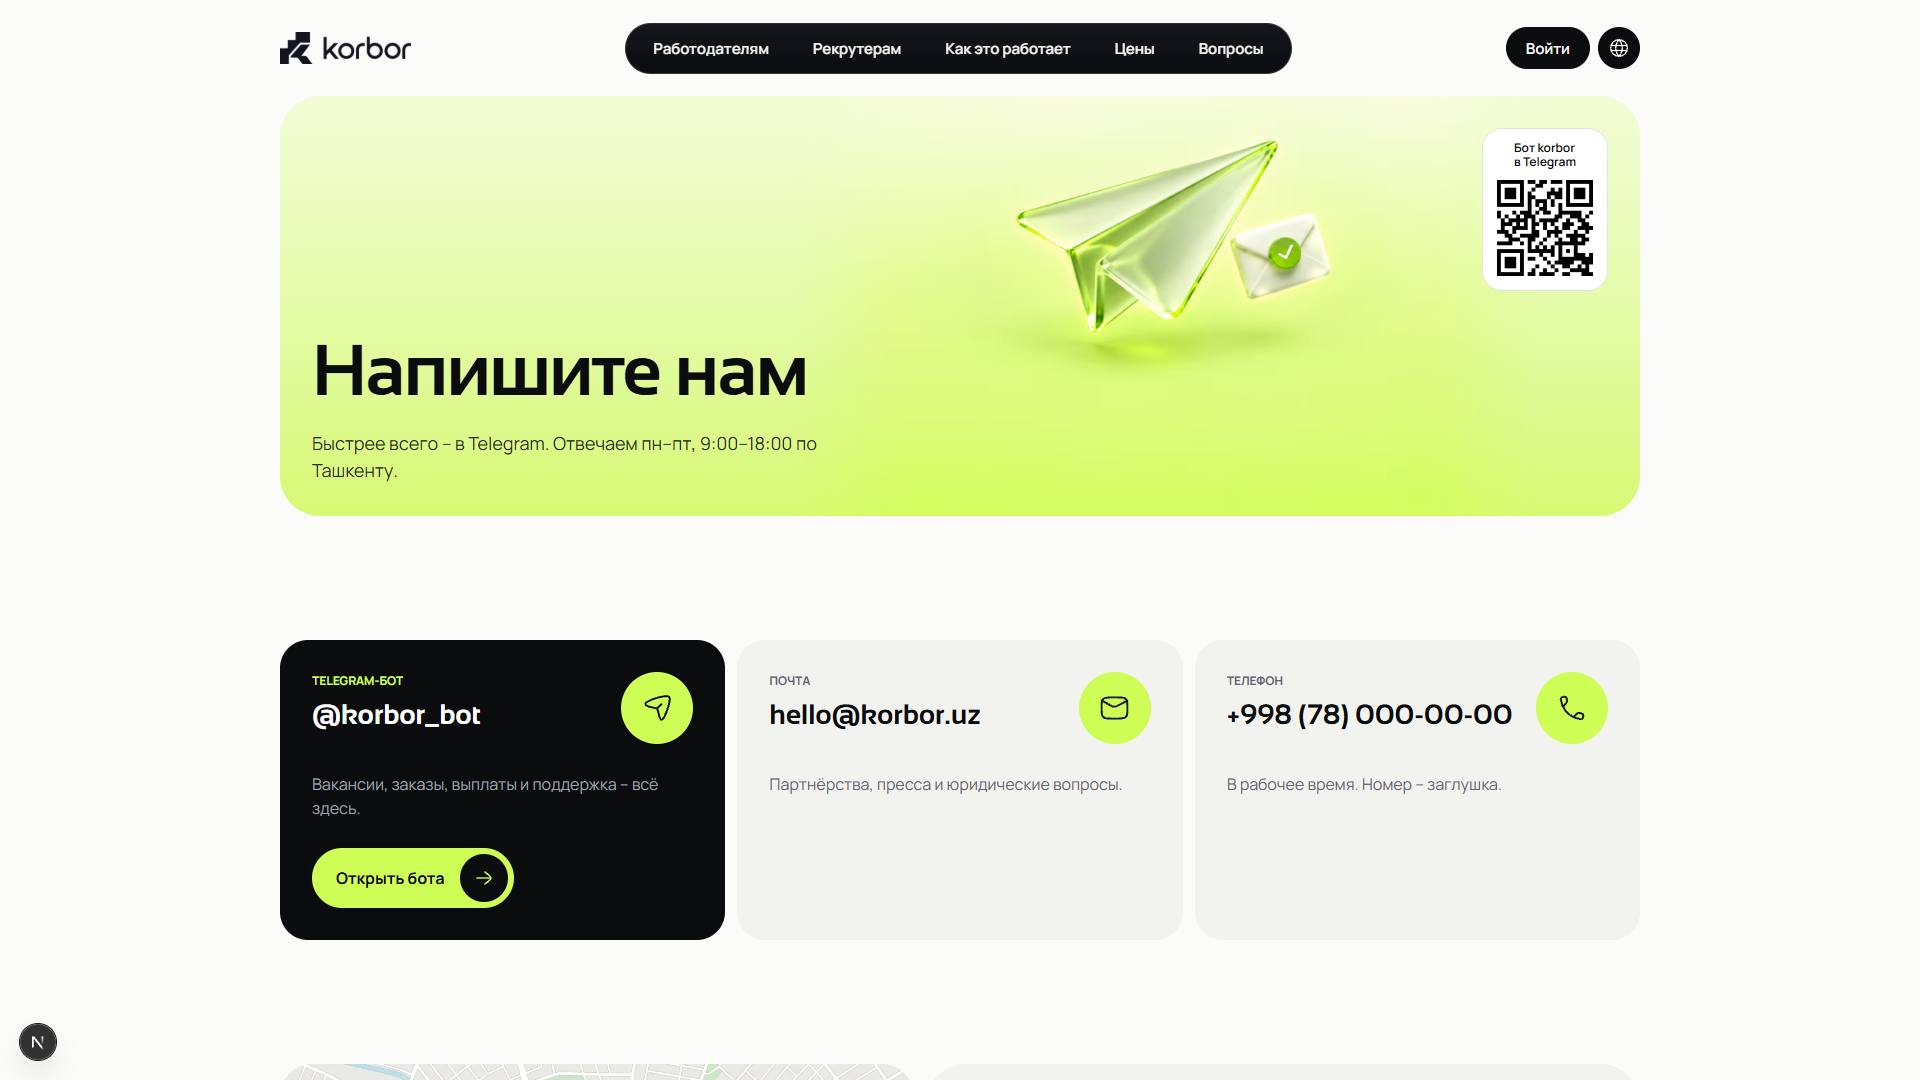 korbor
Работодателям
Рекрутерам
Как это работает
Цены
Вопросы
Войти
Бот korbor
в Telegram
Напишите нам
Быстрее всего – в Telegram. Отвечаем пн–пт, 9:00–18:00 по
Ташкенту.
TELEGRAM-БОТ
@korbor_bot
Вакансии, заказы, выплаты и поддержка – всё
здесь.
Открыть бота
ПОЧТА
hello@korbor.uz
Партнёрства, пресса и юридические вопросы.
ТЕЛЕФОН
+998 (78) 000-00-00
В рабочее время. Номер – заглушка.
N